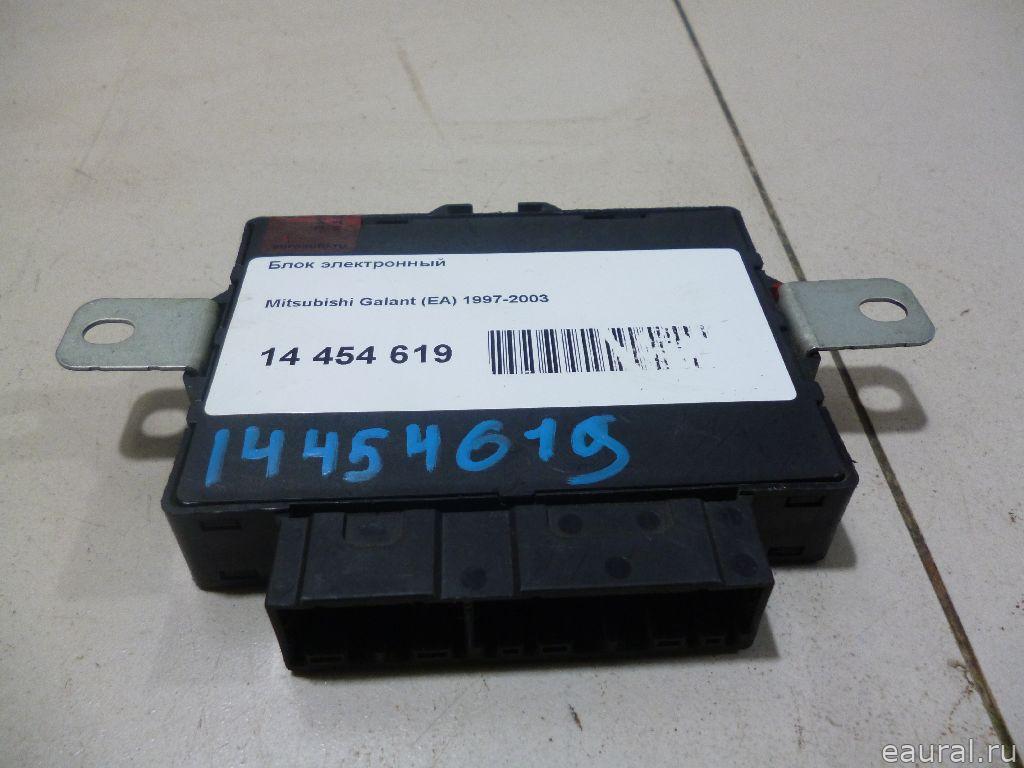 Блок электронный
Mitsubishi Galant (EA) 1997-2003
14 454 619
14454619
eaural.ru